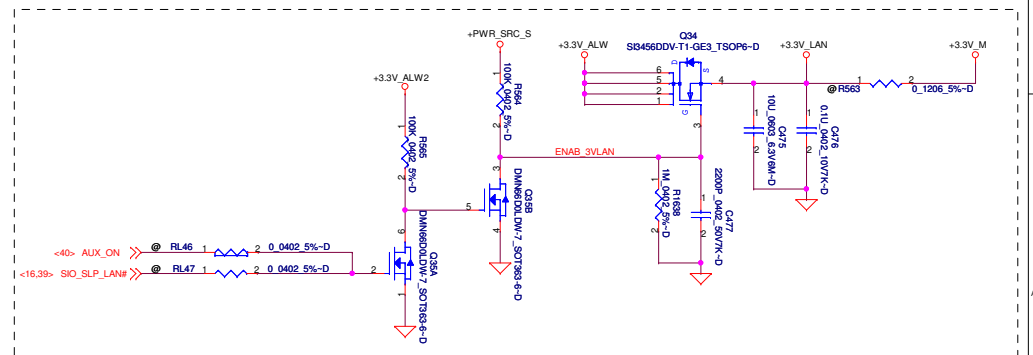 Q34
+PWR_SRC_S
+3.3V_ALW
SI3456DDV-T1-GE3_TSOP6~D
+3.3V_LAN
+3.3V_M
+3.3V_ALW2
1
R564
100K_0402_5%~D
2
6
5
2
1
D
S
G
4
3
@R563
1
2
0_1206_5%~D
1
C475
10U_0603_6.3V6M~D
2
1
C476
0.1U_0402_10V7K~D
2
1
R565
100K_0402_5%~D
2
ENAB_3VLAN
3
Q35B
DMN66D0LDW-7_SOT363-6~D
5
4
1
R1638
1M_0402_5%~D
2
1
C477
2200P_0402_50V7K~D
2
6
Q35A
DMN66D0LDW-7_SOT363-6~D
2
1
<40> AUX_ON
@ RL46 1 2 0_0402_5%~D
<16,39> SIO_SLP_LAN#
@ RL47 1 2 0_0402_5%~D